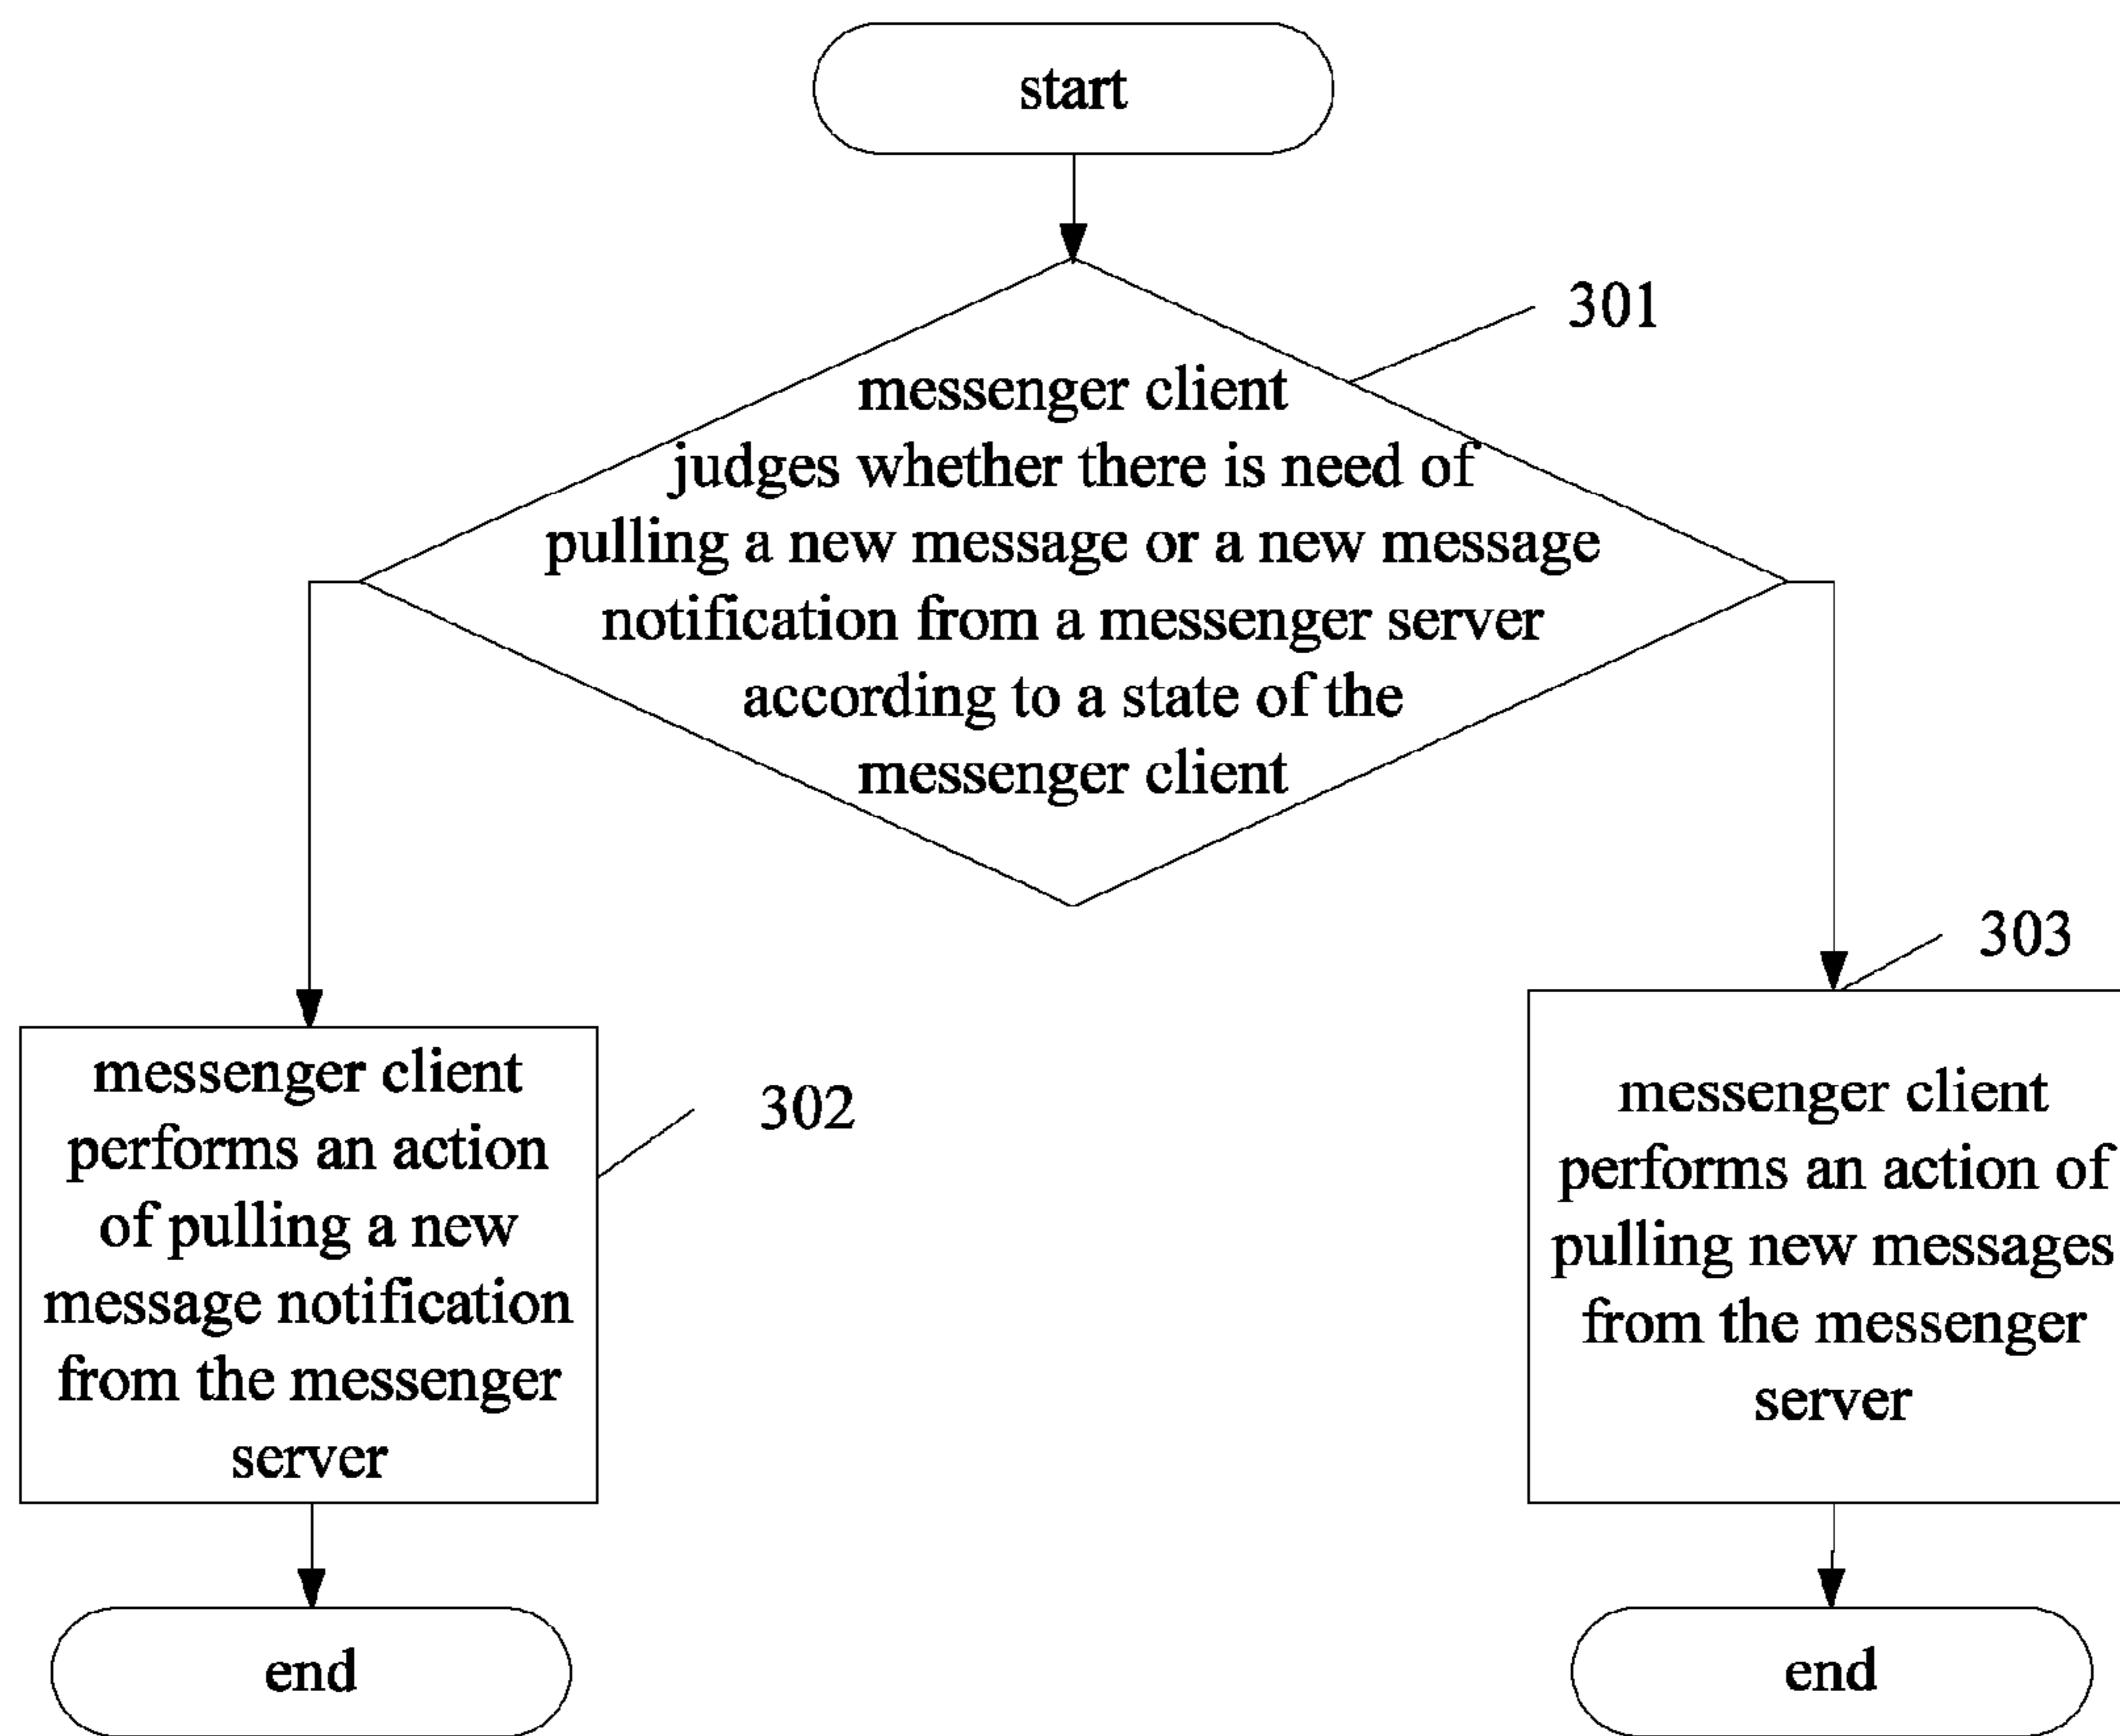 start
301
messenger client
judges whether there is need of
pulling a new message or a new message
notification from a messenger server
according to a state of the
messenger client
302
messenger client
performs an action
of pulling a new
message notification
from the messenger
server
303
messenger client
performs an action of
pulling new messages
from the messenger
server
end
end